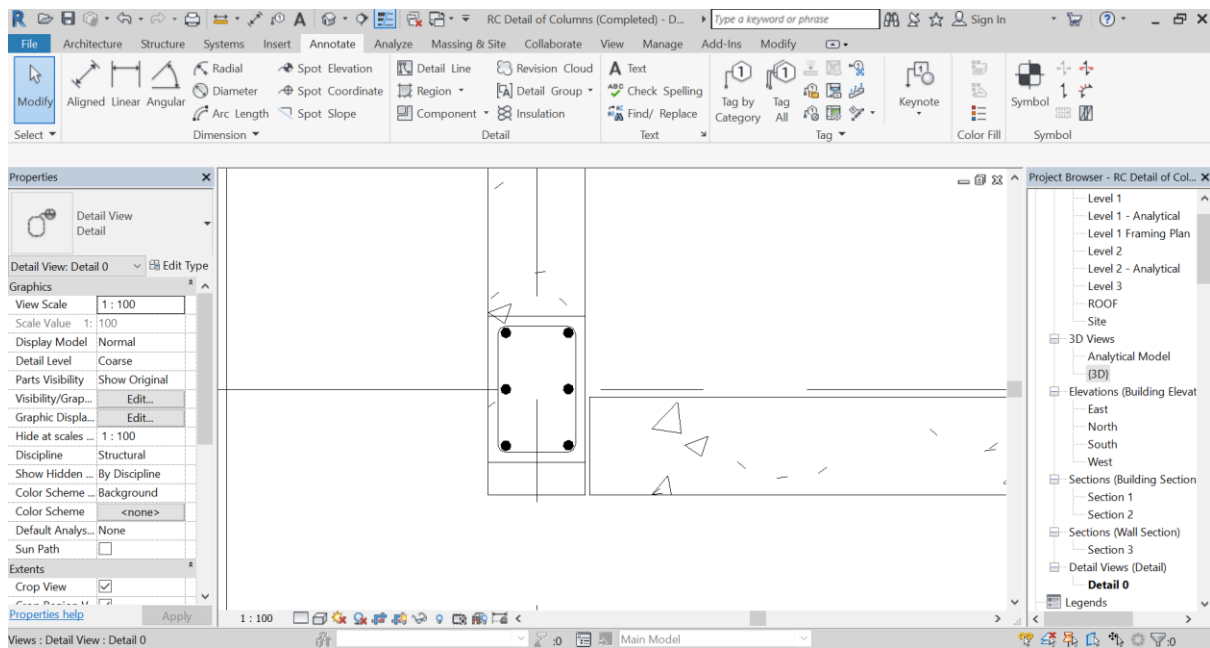 R A RC Detail of Columns (Completed) - D... Type a keyword or phrase Sign In ?
File Architecture Structure Systems Insert Annotate Analyze Massing & Site Collaborate View Manage Add-Ins Modify
Radial Spot Elevation Detail Line Revision Cloud A Text
Diameter Spot Coordinate Region Detail Group ABC Check Spelling
Modify Aligned Linear Angular Arc Length Spot Slope Component Insulation Find/ Replace Tag by Category Tag All Keynote Symbol
Select Dimension Detail Text Tag Color Fill Symbol
Properties
Detail View
Detail
Detail View: Detail 0 Edit Type
Graphics
View Scale 1 : 100
Scale Value 1: 100
Display Model Normal
Detail Level Coarse
Parts Visibility Show Original
Visibility/Grap... Edit...
Graphic Displa... Edit...
Hide at scales ... 1 : 100
Discipline Structural
Show Hidden ... By Discipline
Color Scheme ... Background
Color Scheme <none>
Default Analys... None
Sun Path
Extents
Crop View
Properties help Apply
1 : 100
Project Browser - RC Detail of Col...
Level 1
Level 1 - Analytical
Level 1 Framing Plan
Level 2
Level 2 - Analytical
Level 3
ROOF
Site
3D Views
Analytical Model
{3D}
Elevations (Building Elevat
East
North
South
West
Sections (Building Section
Section 1
Section 2
Sections (Wall Section)
Section 3
Detail Views (Detail)
Detail 0
Legends
Views : Detail View : Detail 0 :0 Main Model :0